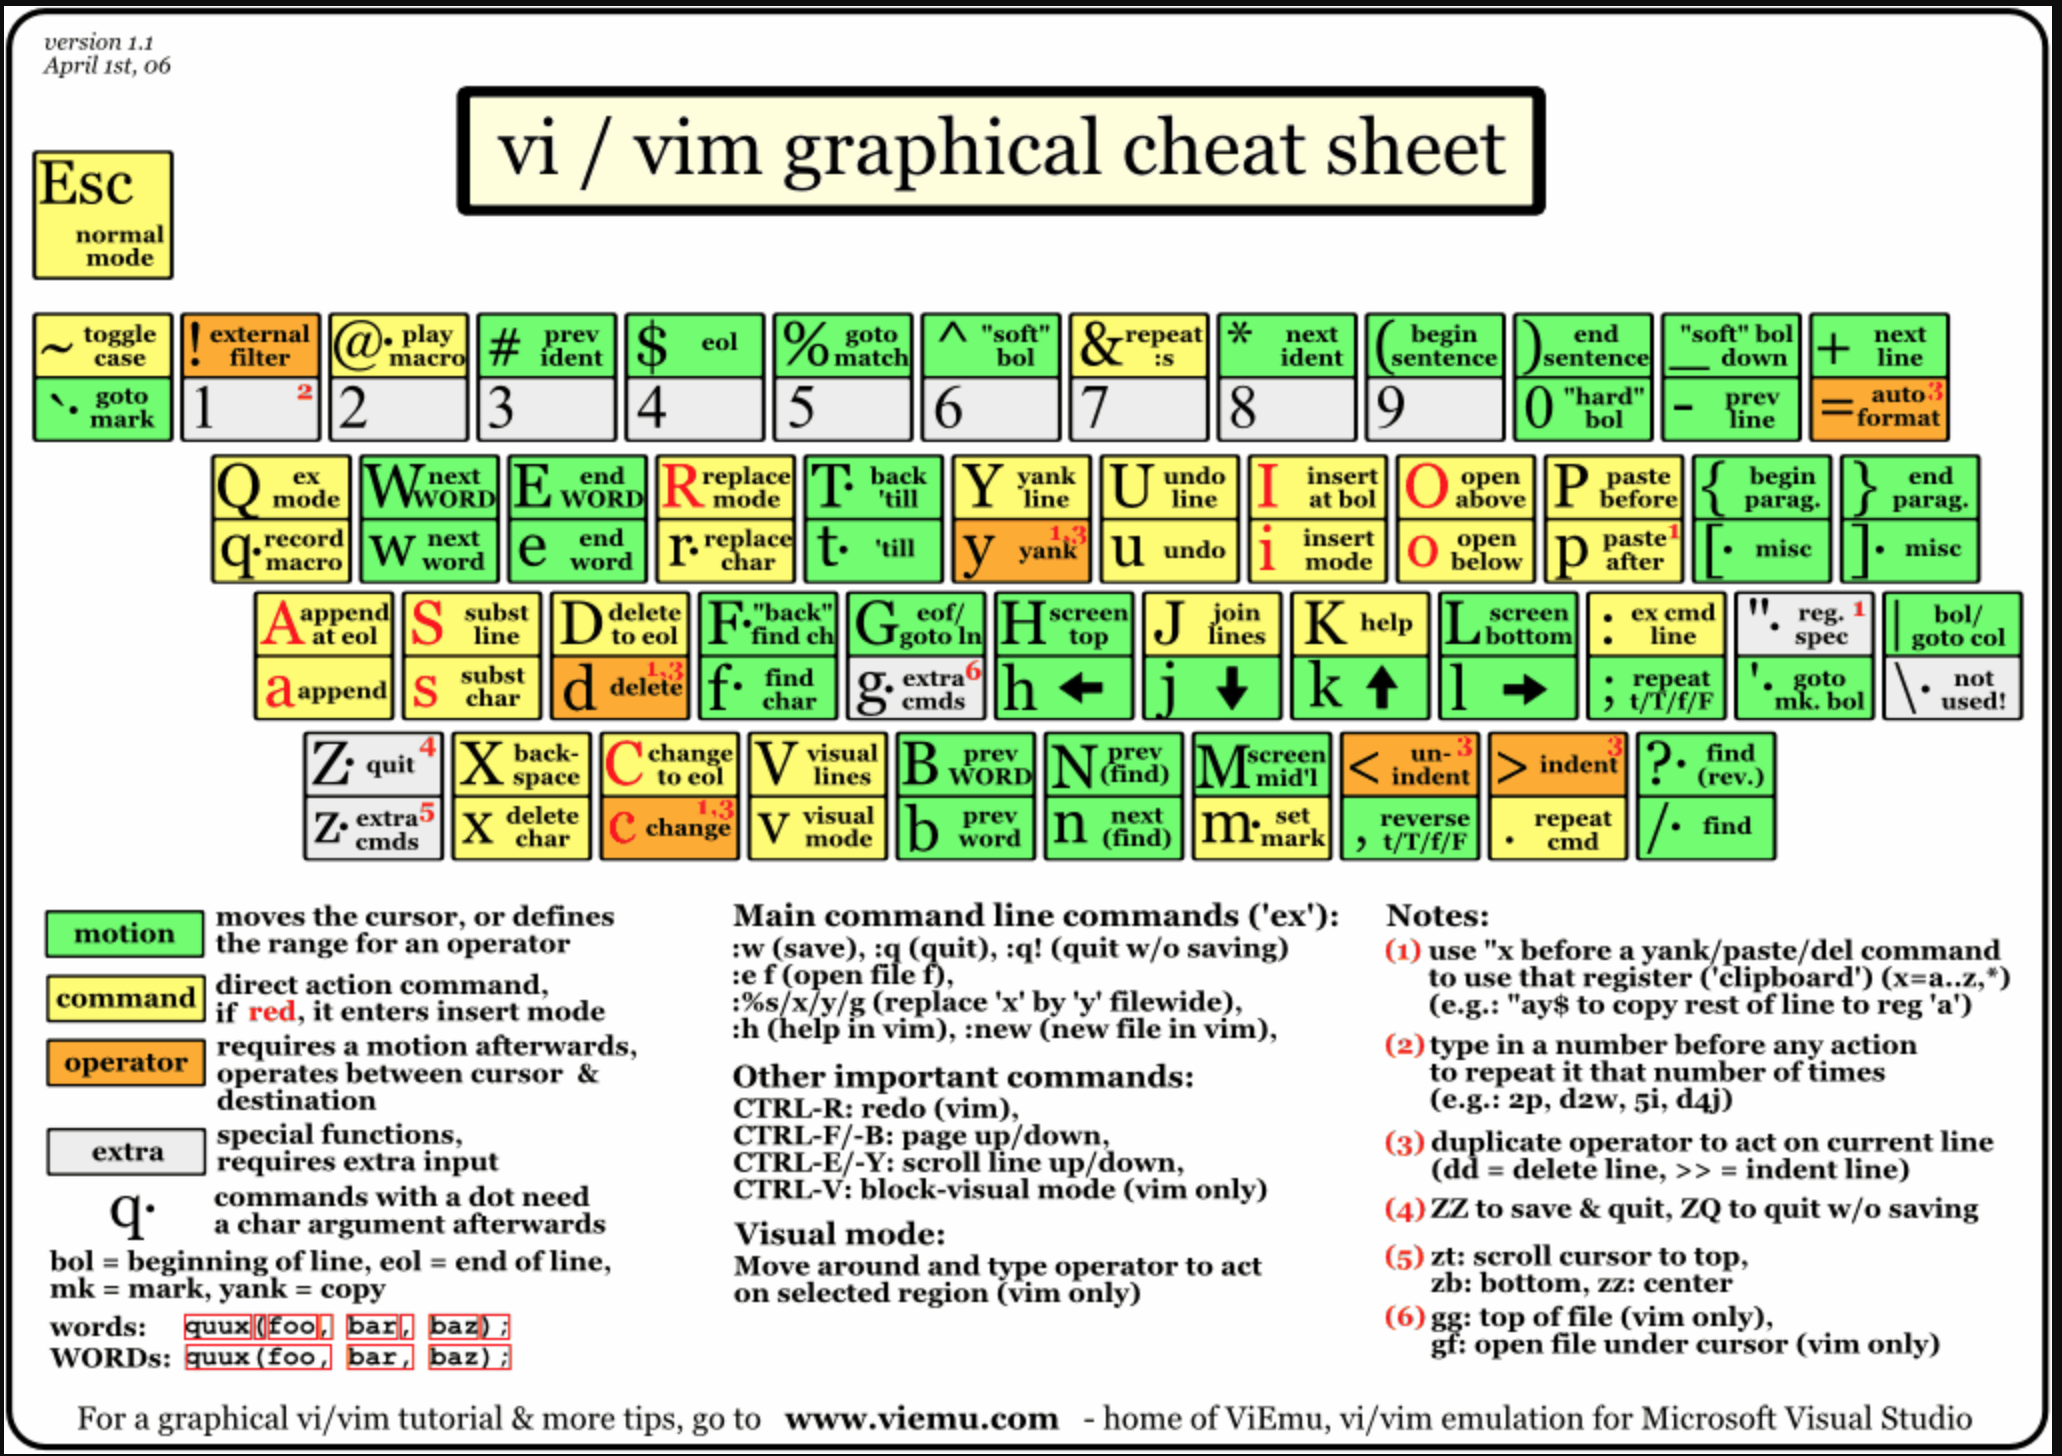 version 1.1
April 1st, 06
vi / vim graphical cheat sheet
Esc
normal
mode
~ toggle
case
! external
filter
@· play
macro
# prev
ident
$ eol
% goto
match
^ "soft"
bol
& repeat
:s
* next
ident
( begin
sentence
) end
sentence
_ "soft" bol
down
+ next
line
`· goto
mark
1 2
2
3
4
5
6
7
8
9
0 "hard"
bol
- prev
line
= auto 3
format
Q ex
mode
W next
WORD
E end
WORD
R replace
mode
T· back
'till
Y yank
line
U undo
line
I insert
at bol
O open
above
P paste
before
{ begin
parag.
} end
parag.
q· record
macro
w next
word
e end
word
r· replace
char
t· 'till
y yank 1,3
u undo
i insert
mode
o open
below
p paste 1
after
[· misc
]· misc
A append
at eol
S subst
line
D delete
to eol
F· "back"
find ch
G eof/
goto ln
H screen
top
J join
lines
K help
L screen
bottom
: ex cmd
line
"· reg. 1
spec
| bol/
goto col
a append
s subst
char
d delete 1,3
f· find
char
g· extra 6
cmds
h ←
j ↓
k ↑
l →
; repeat
t/T/f/F
'· goto
mk. bol
\· not
used!
Z· quit 4
X back-
space
C change
to eol
V visual
lines
B prev
WORD
N prev
(find)
M screen
mid'l
< un- 3
indent
> indent 3
?· find
(rev.)
z· extra 5
cmds
x delete
char
c change 1,3
v visual
mode
b prev
word
n next
(find)
m· set
mark
, reverse
t/T/f/F
. repeat
cmd
/· find
motion
moves the cursor, or defines
the range for an operator
command
direct action command,
if red, it enters insert mode
operator
requires a motion afterwards,
operates between cursor &
destination
extra
special functions,
requires extra input
q·
commands with a dot need
a char argument afterwards
bol = beginning of line, eol = end of line,
mk = mark, yank = copy
words: quux(foo, bar, baz);
WORDs: quux(foo, bar, baz);
Main command line commands ('ex'):
:w (save), :q (quit), :q! (quit w/o saving)
:e f (open file f),
:%s/x/y/g (replace 'x' by 'y' filewide),
:h (help in vim), :new (new file in vim),
Other important commands:
CTRL-R: redo (vim),
CTRL-F/-B: page up/down,
CTRL-E/-Y: scroll line up/down,
CTRL-V: block-visual mode (vim only)
Visual mode:
Move around and type operator to act
on selected region (vim only)
Notes:
(1) use "x before a yank/paste/del command
to use that register ('clipboard') (x=a..z,*)
(e.g.: "ay$ to copy rest of line to reg 'a')
(2) type in a number before any action
to repeat it that number of times
(e.g.: 2p, d2w, 5i, d4j)
(3) duplicate operator to act on current line
(dd = delete line, >> = indent line)
(4) ZZ to save & quit, ZQ to quit w/o saving
(5) zt: scroll cursor to top,
zb: bottom, zz: center
(6) gg: top of file (vim only),
gf: open file under cursor (vim only)
For a graphical vi/vim tutorial & more tips, go to www.viemu.com - home of ViEmu, vi/vim emulation for Microsoft Visual Studio